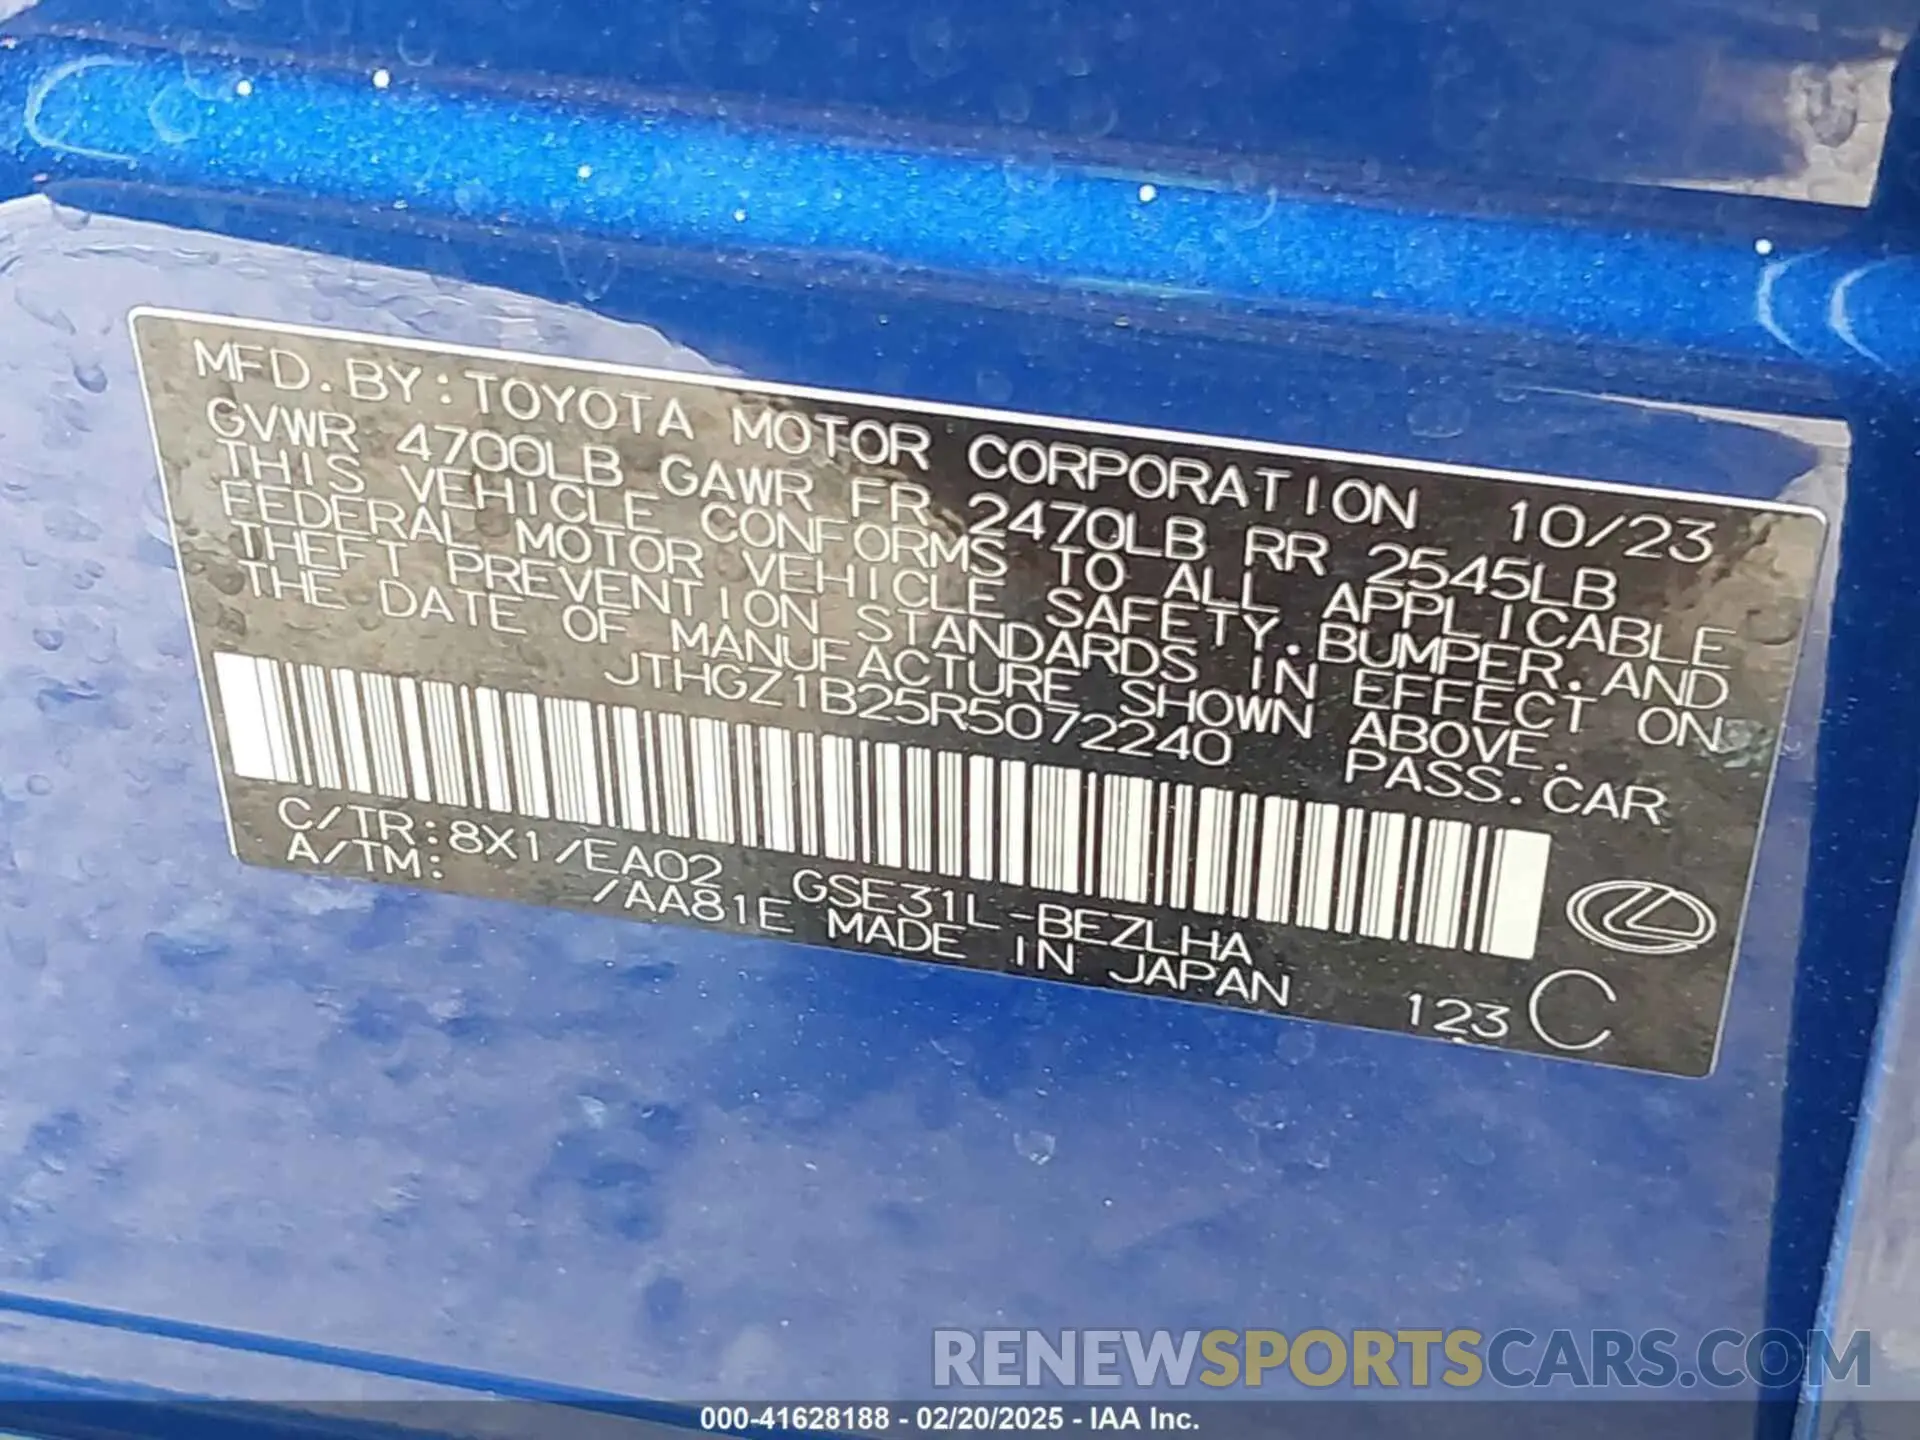 MFD.BY:TOYOTA MOTOR CORPORATION 10/23
GVWR 4700LB GAWR FR 2470LB RR 2545LB
THIS VEHICLE CONFORMS TO ALL APPLICABLE
FEDERAL MOTOR VEHICLE SAFETY.BUMPER.AND
THEFT PREVENTION STANDARDS IN EFFECT ON
THE DATE OF MANUFACTURE SHOWN ABOVE.
JTHGZ1B25R5072240 PASS.CAR
C/TR:8X1/EA02 GSE31L-BEZLHA
A/TM: /AA81E MADE IN JAPAN 123 C
RENEWSPORTSCARS.COM
000-41628188 - 02/20/2025 - IAA Inc.